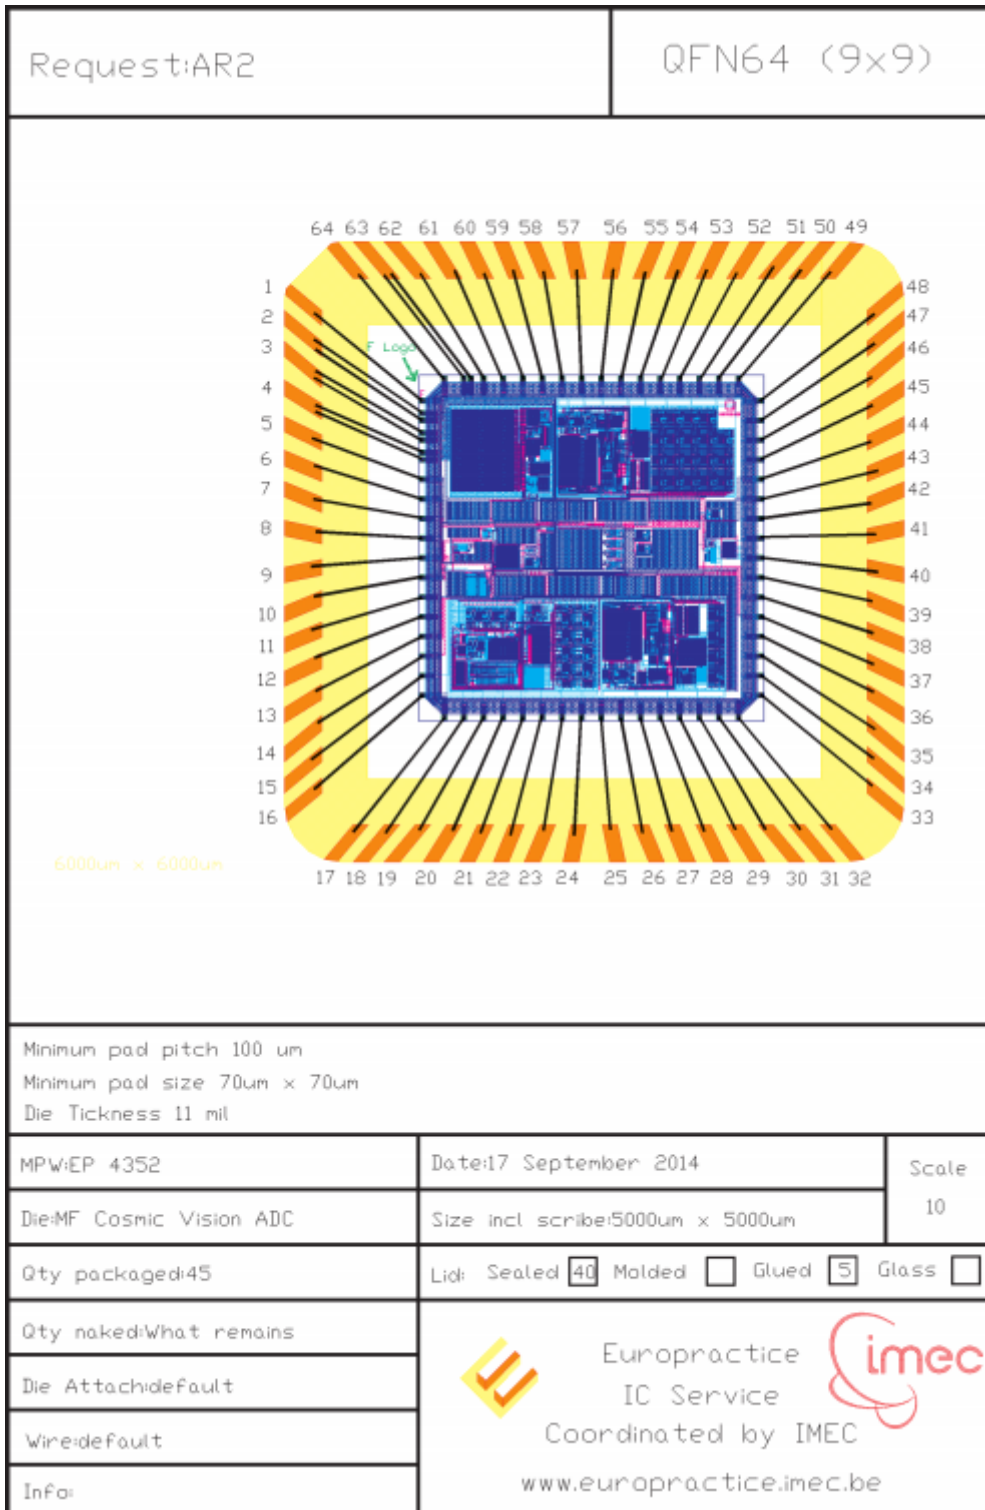 Request:AR2
QFN64 (9x9)
64 63 62 61 60 59 58 57 56 55 54 53 52 51 50 49
1
2
3
4
5
6
7
8
9
10
11
12
13
14
15
16
F Logo
48
47
46
45
44
43
42
41
40
39
38
37
36
35
34
33
6000um x 6000um
17 18 19 20 21 22 23 24 25 26 27 28 29 30 31 32
Minimum pad pitch 100 um
Minimum pad size 70um x 70um
Die Tickness 11 mil
MPW:EP 4352
Date:17 September 2014
Scale
10
Die:MF Cosmic Vision ADC
Size incl scribe:5000um x 5000um
Qty packaged:45
Lid: Sealed 40 Molded Glued 5 Glass
Qty naked:What remains
Die Attach:default
Wire:default
Info:
Europractice
IC Service
Coordinated by IMEC
www.europractice.imec.be
imec